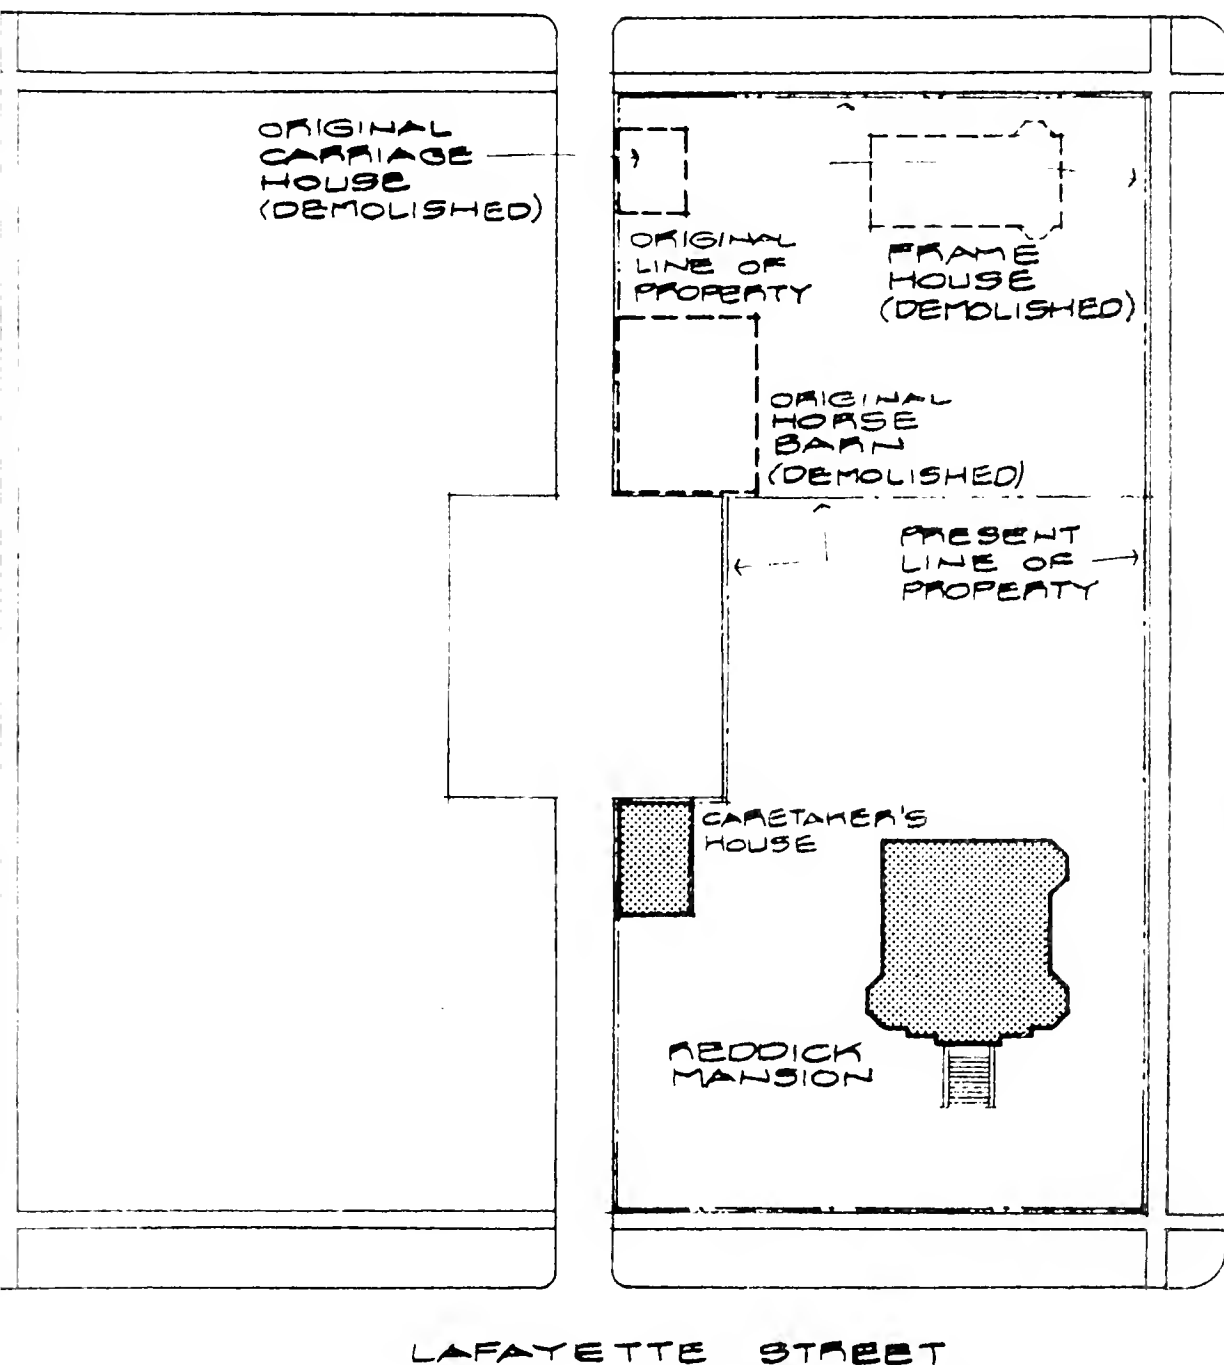 ORIGINAL
CARRIAGE
HOUSE
(DEMOLISHED)
ORIGINAL
LINE OF
PROPERTY
FRAME
HOUSE
(DEMOLISHED)
ORIGINAL
HORSE
BARN
(DEMOLISHED)
PRESENT
LINE OF
PROPERTY
CARETAKER'S
HOUSE
REDDICK
MANSION
LAFAYETTE STREET